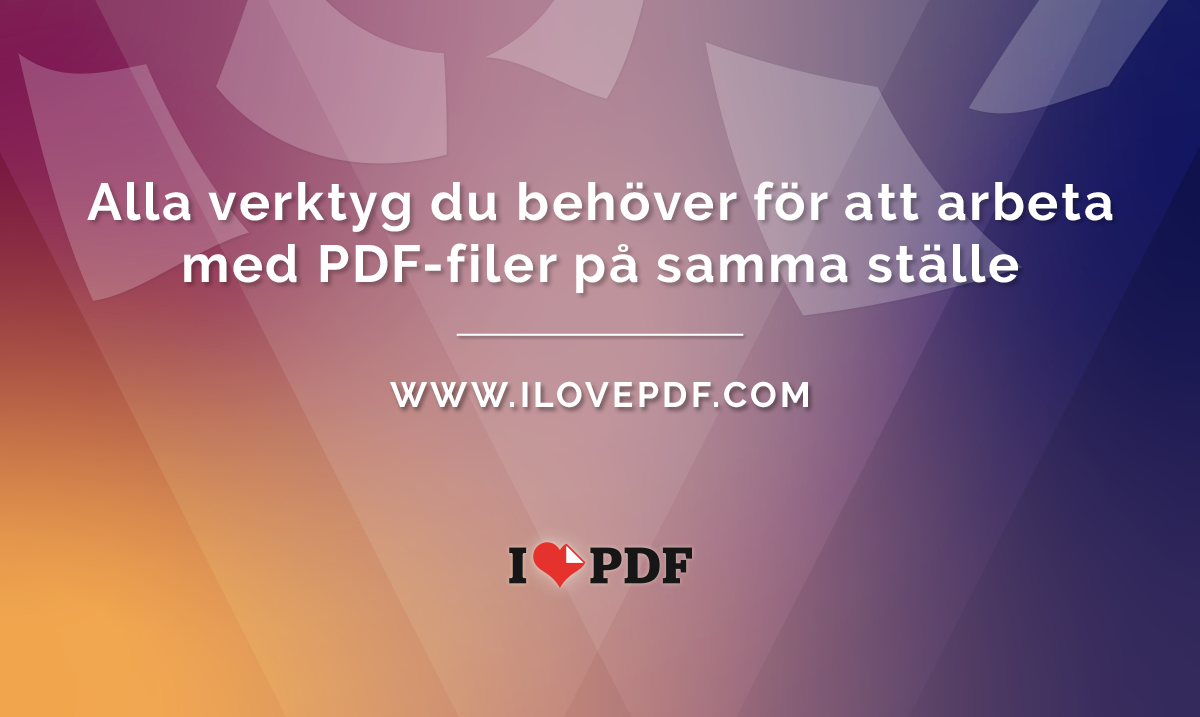 Alla verktyg du behöver för att arbeta
med PDF-filer på samma ställe
WWW.ILOVEPDF.COM
I PDF